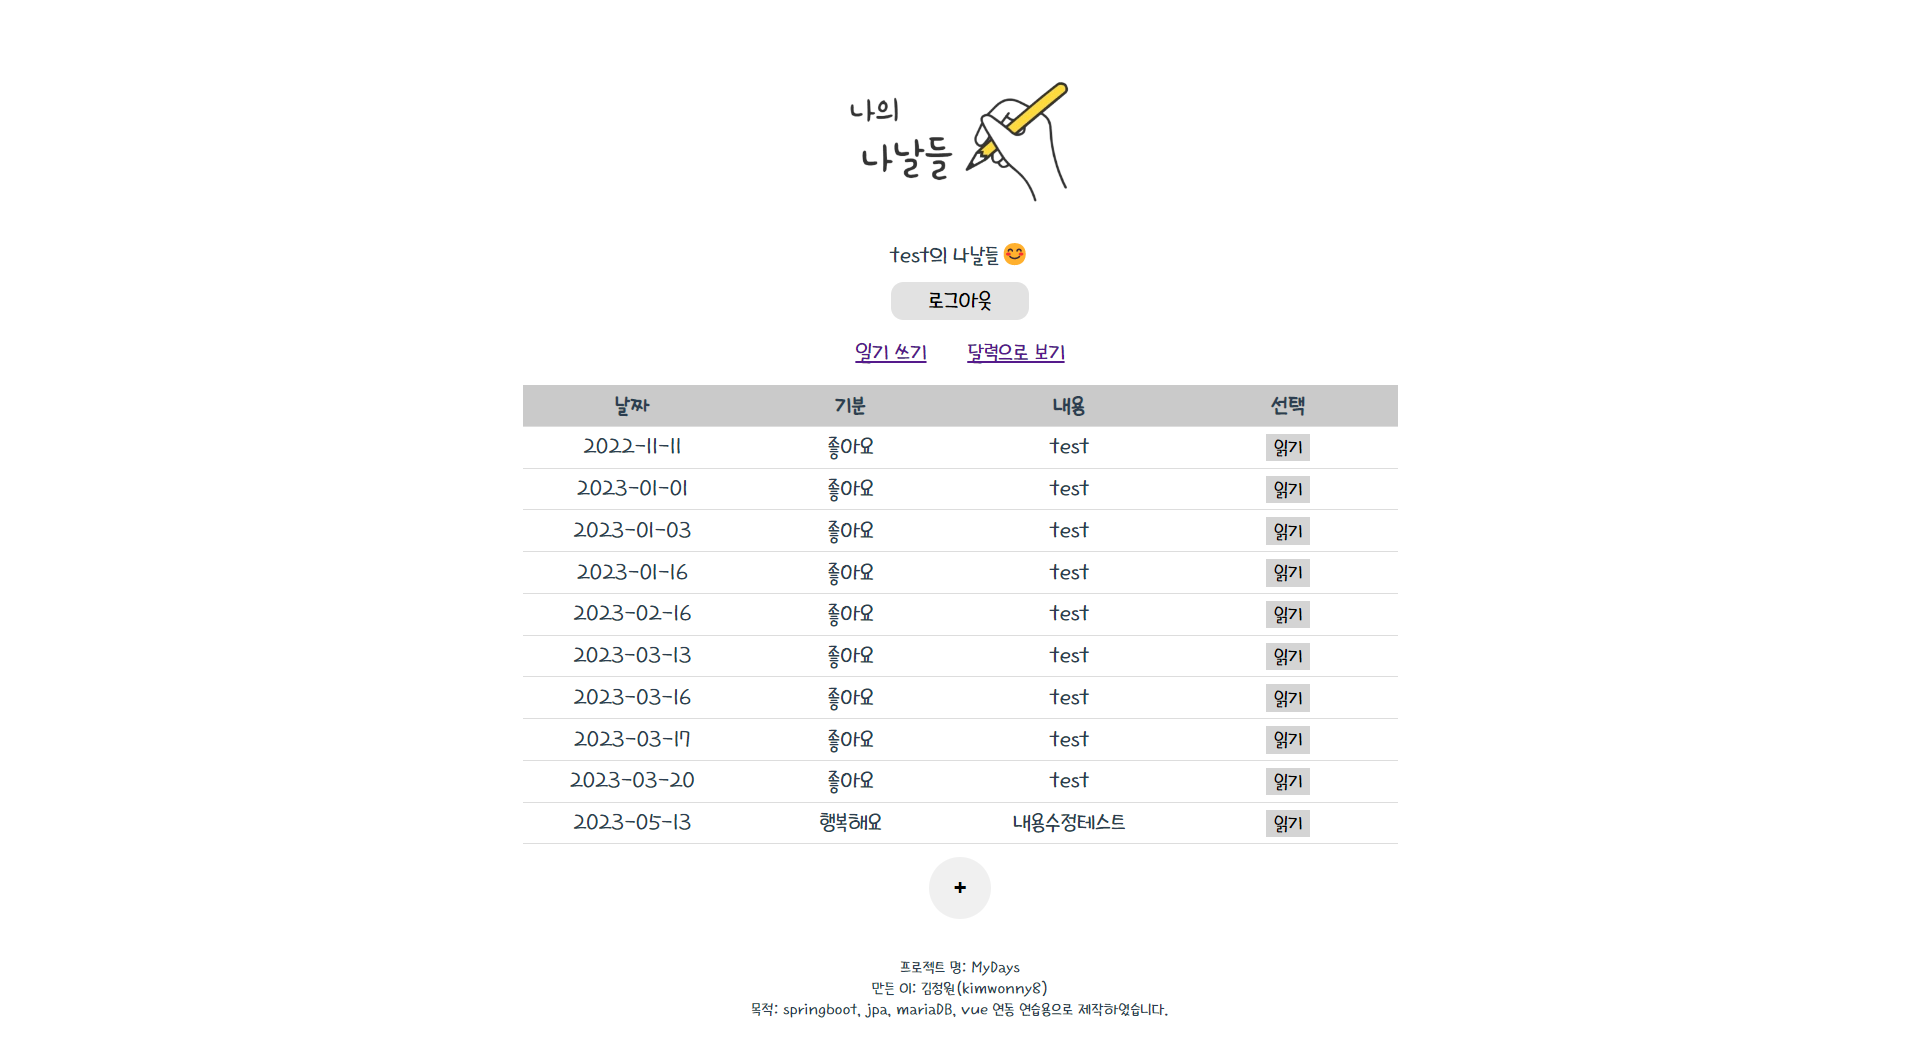 나의
나날들
test의 나날들 😊
로그아웃
일기 쓰기 달력으로 보기
날짜 기분 내용 선택
2022-11-11 좋아요 test 읽기
2023-01-01 좋아요 test 읽기
2023-01-03 좋아요 test 읽기
2023-01-16 좋아요 test 읽기
2023-02-16 좋아요 test 읽기
2023-03-13 좋아요 test 읽기
2023-03-16 좋아요 test 읽기
2023-03-17 좋아요 test 읽기
2023-03-20 좋아요 test 읽기
2023-05-13 행복해요 내용수정테스트 읽기
+
프로젝트 명: MyDays
만든 이: 김정원(kimwonny8)
목적: springboot, jpa, mariaDB, vue 연동 연습용으로 제작하였습니다.